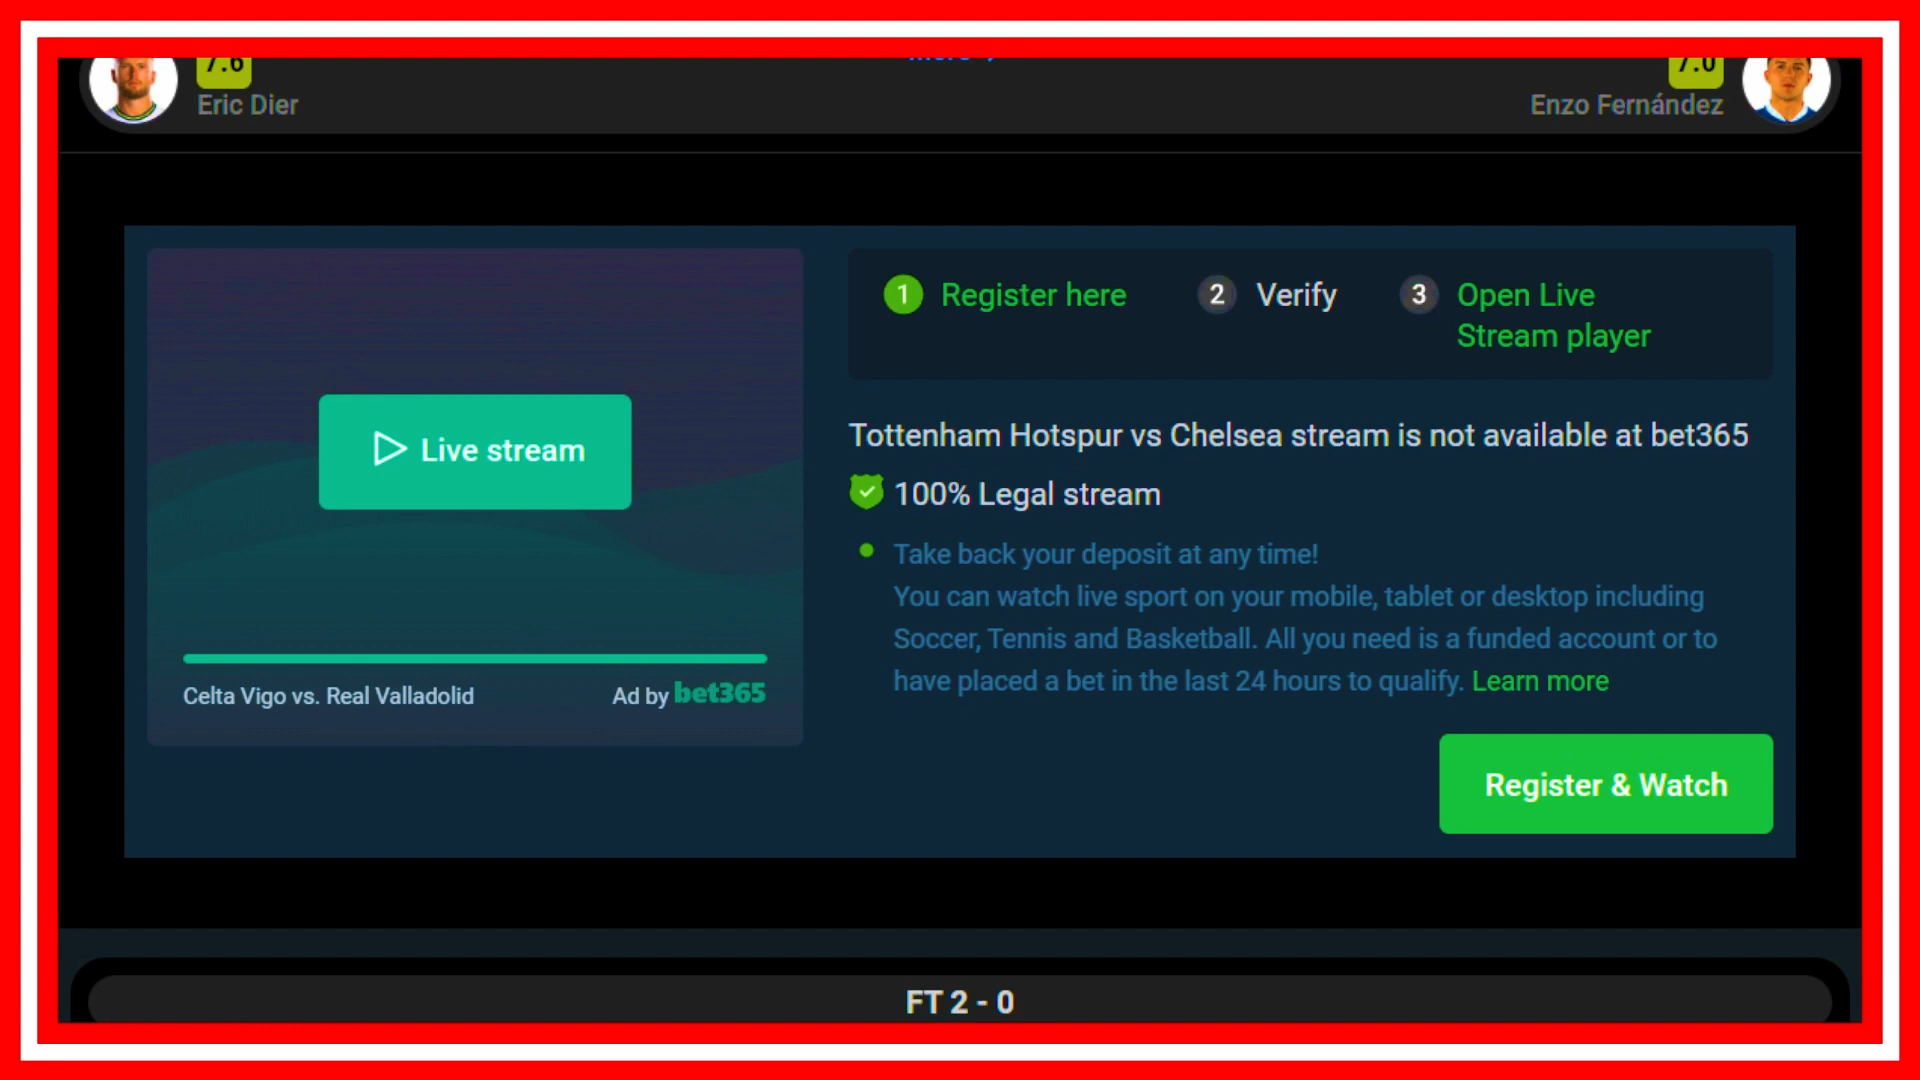 7.6
7.0
Eric Dier
Enzo Fernández
1 Register here
2 Verify
3 Open Live
Stream player
Live stream
Tottenham Hotspur vs Chelsea stream is not available at bet365
100% Legal stream
Take back your deposit at any time!
You can watch live sport on your mobile, tablet or desktop including
Soccer, Tennis and Basketball. All you need is a funded account or to
have placed a bet in the last 24 hours to qualify. Learn more
Celta Vigo vs. Real Valladolid
Ad by bet365
Register & Watch
FT 2 - 0